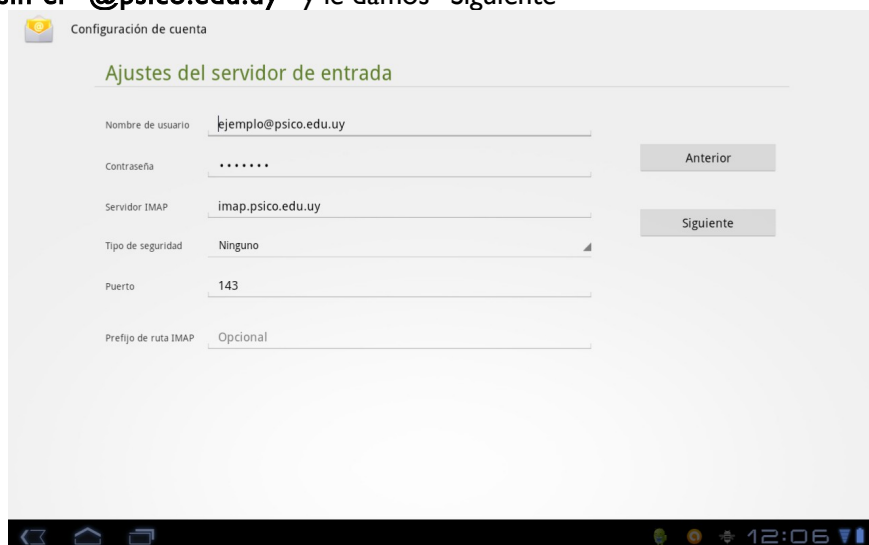 sin el "@psico.edu.uy" y le damos "Siguiente"
Configuración de cuenta
Ajustes del servidor de entrada
Nombre de usuario ejemplo@psico.edu.uy
Contraseña •••••••
Anterior
Servidor IMAP imap.psico.edu.uy
Siguiente
Tipo de seguridad Ninguno
Puerto 143
Prefijo de ruta IMAP Opcional
12:06